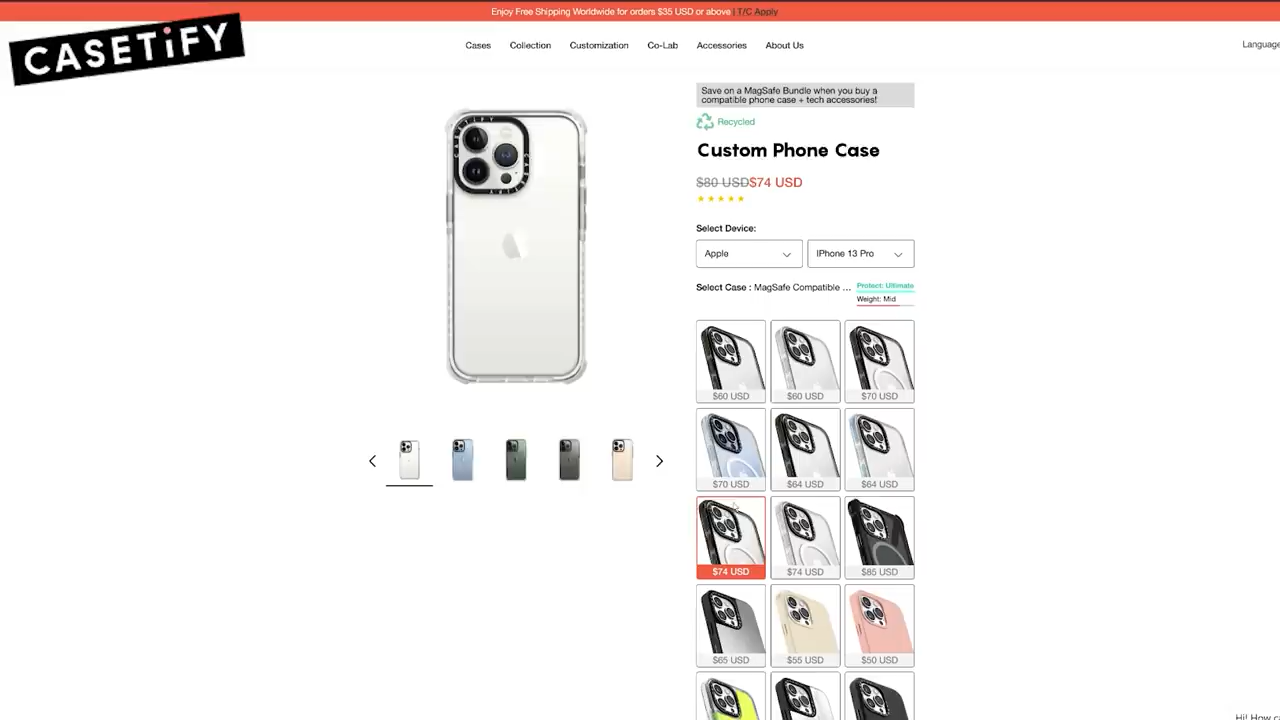 Enjoy Free Shipping Worldwide for orders $35 USD or above | T/C Apply
CASETiFY
Cases Collection Customization Co-Lab Accessories About Us
Language
Save on a MagSafe Bundle when you buy a
compatible phone case + tech accessories!
Recycled
Custom Phone Case
$80 USD$74 USD
Select Device:
Apple IPhone 13 Pro
Select Case : MagSafe Compatible ... Protect: Ultimate
Weight: Mid
$60 USD $60 USD $70 USD
$70 USD $64 USD $64 USD
$74 USD $74 USD $85 USD
$65 USD $55 USD $50 USD
Hi! How